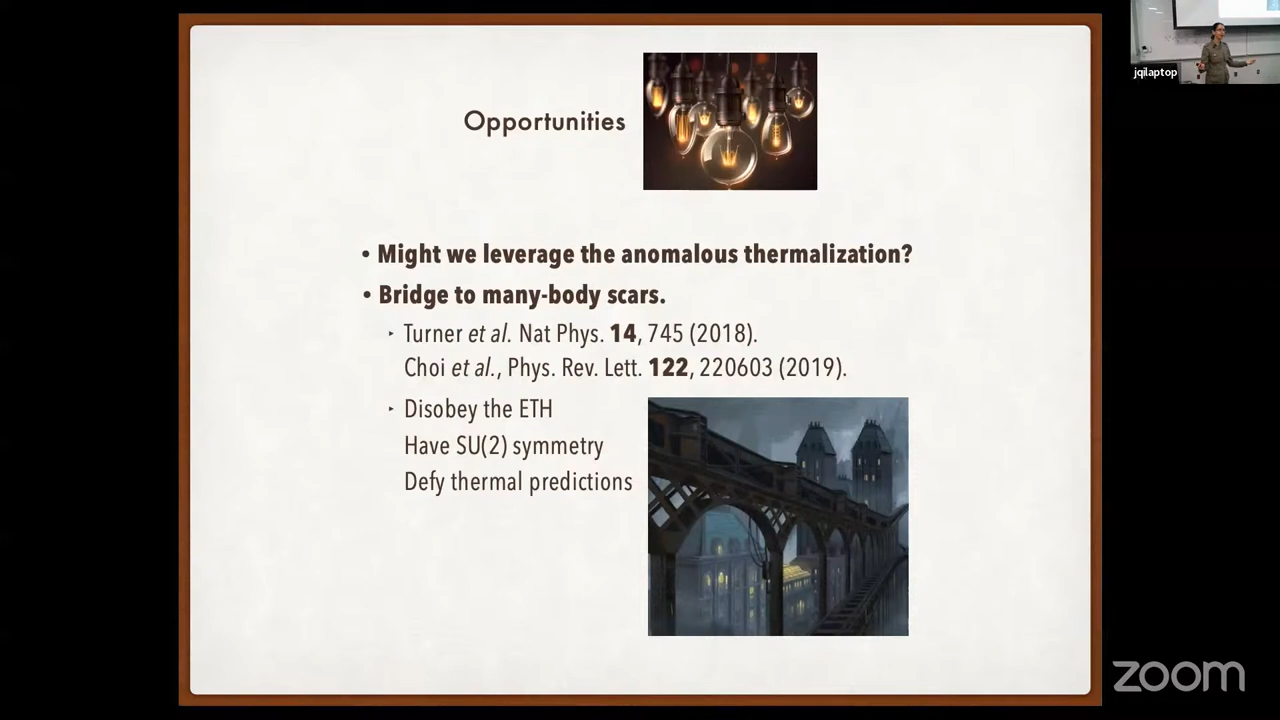 jqilaptop
Opportunities
• Might we leverage the anomalous thermalization?
• Bridge to many-body scars.
‣ Turner et al. Nat Phys. 14, 745 (2018).
Choi et al., Phys. Rev. Lett. 122, 220603 (2019).
‣ Disobey the ETH
Have SU(2) symmetry
Defy thermal predictions
zoom